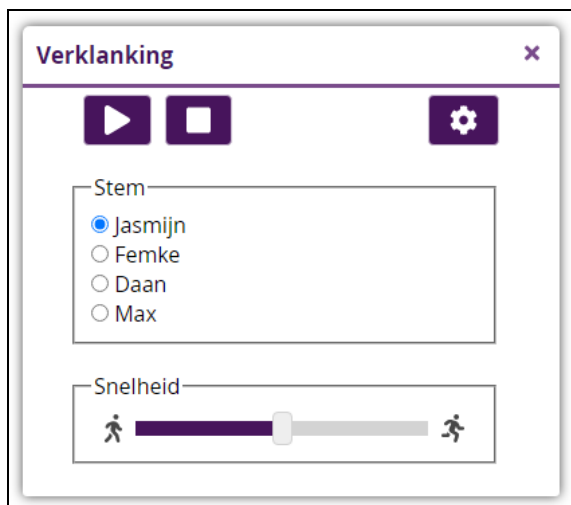 Verklanking
Stem
Jasmijn
Femke
Daan
Max
Snelheid